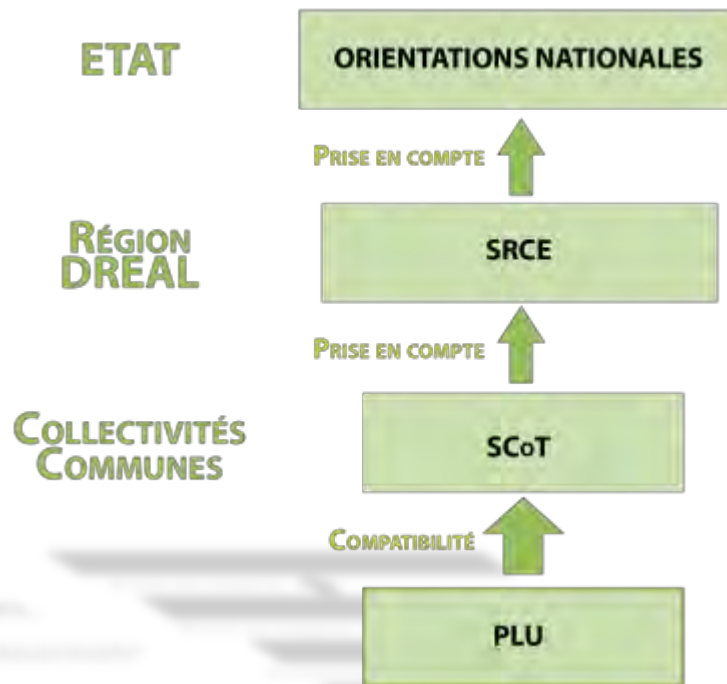 ETAT
ORIENTATIONS NATIONALES
PRISE EN COMPTE
RÉGION
DREAL
SRCE
PRISE EN COMPTE
COLLECTIVITÉS
COMMUNES
SCoT
COMPATIBILITÉ
PLU